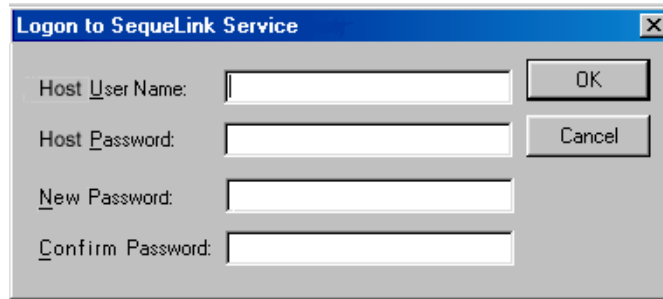 Logon to SequeLink Service
Host User Name:
OK
Host Password:
Cancel
New Password:
Confirm Password: